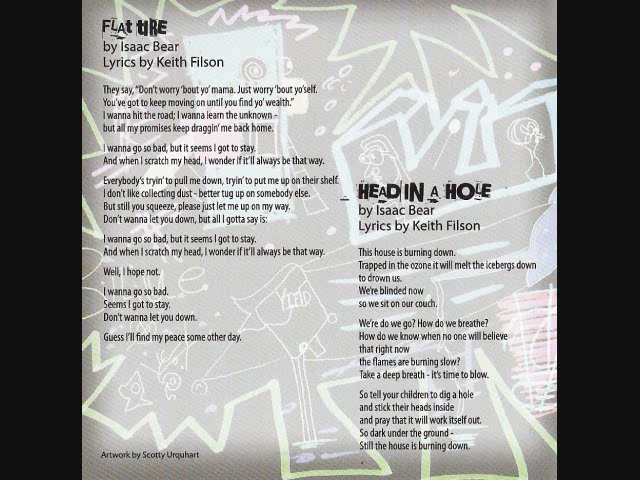 FLAT TIRE
by Isaac Bear
Lyrics by Keith Filson
They say, "Don't worry 'bout yo' mama. Just worry 'bout yo'self.
You've got to keep moving on until you find yo' wealth."
I wanna hit the road; I wanna learn the unknown -
but all my promises keep draggin' me back home.
I wanna go so bad, but it seems I got to stay.
And when I scratch my head, I wonder if it'll always be that way.
Everybody's tryin' to pull me down, tryin' to put me up on their shelf.
I don't like collecting dust - better tug up on somebody else.
But still you squeeze, please just let me up on my way.
Don't wanna let you down, but all I gotta say is:
I wanna go so bad, but it seems I got to stay.
And when I scratch my head, I wonder if it'll always be that way.
Well, I hope not.
I wanna go so bad.
Seems I got to stay.
Don't wanna let you down.
Guess I'll find my peace some other day.
Artwork by Scotty Urquhart
HEAD IN A HOLE
by Isaac Bear
Lyrics by Keith Filson
This house is burning down.
Trapped in the ozone it will melt the icebergs down
to drown us.
We're blinded now
so we sit on our couch.
We're do we go? How do we breathe?
How do we know when no one will believe
that right now
the flames are burning slow?
Take a deep breath - it's time to blow.
So tell your children to dig a hole
and stick their heads inside
and pray that it will work itself out.
So dark under the ground -
Still the house is burning down.